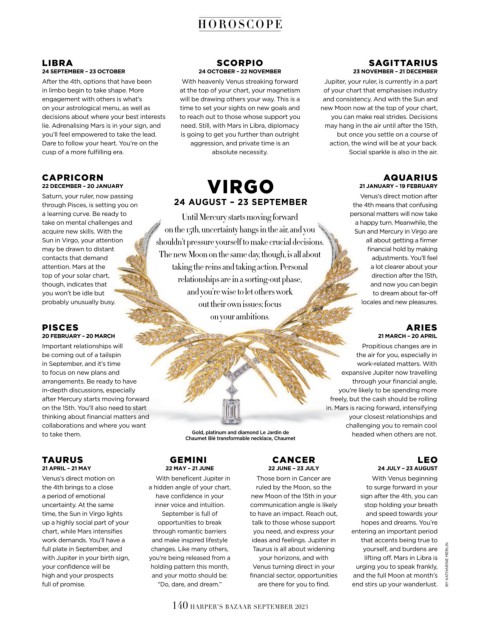 HOROSCOPE
LIBRA
24 SEPTEMBER – 23 OCTOBER
After the 4th, options that have been
in limbo begin to take shape. More
engagement with others is what's
on your astrological menu, as well as
decisions about where your best interests
lie. Adrenalising Mars is in your sign, and
you'll feel empowered to take the lead.
Dare to follow your heart. You're on the
cusp of a more fulfilling era.
SCORPIO
24 OCTOBER – 22 NOVEMBER
With heavenly Venus streaking forward
at the top of your chart, your magnetism
will be drawing others your way. This is a
time to set your sights on new goals and
to reach out to those whose support you
need. Still, with Mars in Libra, diplomacy
is going to get you further than outright
aggression, and private time is an
absolute necessity.
SAGITTARIUS
23 NOVEMBER – 21 DECEMBER
Jupiter, your ruler, is currently in a part
of your chart that emphasises industry
and consistency. And with the Sun and
new Moon now at the top of your chart,
you can make real strides. Decisions
may hang in the air until after the 15th,
but once you settle on a course of
action, the wind will be at your back.
Social sparkle is also in the air.
CAPRICORN
22 DECEMBER – 20 JANUARY
Saturn, your ruler, now passing
through Pisces, is setting you on
a learning curve. Be ready to
take on mental challenges and
acquire new skills. With the
Sun in Virgo, your attention
may be drawn to distant
contacts that demand
attention. Mars at the
top of your solar chart,
though, indicates that
you won't be idle but
probably unusually busy.
VIRGO
24 AUGUST – 23 SEPTEMBER
Until Mercury starts moving forward
on the 15th, uncertainty hangs in the air, and you
shouldn't pressure yourself to make crucial decisions.
The new Moon on the same day, though, is all about
taking the reins and taking action. Personal
relationships are in a sorting-out phase,
and you're wise to let others work
out their own issues; focus
on your ambitions.
AQUARIUS
21 JANUARY – 19 FEBRUARY
Venus's direct motion after
the 4th means that confusing
personal matters will now take
a happy turn. Meanwhile, the
Sun and Mercury in Virgo are
all about getting a firmer
financial hold by making
adjustments. You'll feel
a lot clearer about your
direction after the 15th,
and now you can begin
to dream about far-off
locales and new pleasures.
PISCES
20 FEBRUARY – 20 MARCH
Important relationships will
be coming out of a tailspin
in September, and it's time
to focus on new plans and
arrangements. Be ready to have
in-depth discussions, especially
after Mercury starts moving forward
on the 15th. You'll also need to start
thinking about financial matters and
collaborations and where you want
to take them.
Gold, platinum and diamond Le Jardin de
Chaumet Blé transformable necklace, Chaumet
ARIES
21 MARCH – 20 APRIL
Propitious changes are in
the air for you, especially in
work-related matters. With
expansive Jupiter now travelling
through your financial angle,
you're likely to be spending more
freely, but the cash should be rolling
in. Mars is racing forward, intensifying
your closest relationships and
challenging you to remain cool
headed when others are not.
TAURUS
21 APRIL – 21 MAY
Venus's direct motion on
the 4th brings to a close
a period of emotional
uncertainty. At the same
time, the Sun in Virgo lights
up a highly social part of your
chart, while Mars intensifies
work demands. You'll have a
full plate in September, and
with Jupiter in your birth sign,
your confidence will be
high and your prospects
full of promise.
GEMINI
22 MAY – 21 JUNE
With beneficent Jupiter in
a hidden angle of your chart,
have confidence in your
inner voice and intuition.
September is full of
opportunities to break
through romantic barriers
and make inspired lifestyle
changes. Like many others,
you're being released from a
holding pattern this month,
and your motto should be:
"Do, dare, and dream."
CANCER
22 JUNE – 23 JULY
Those born in Cancer are
ruled by the Moon, so the
new Moon of the 15th in your
communication angle is likely
to have an impact. Reach out,
talk to those whose support
you need, and express your
ideas and feelings. Jupiter in
Taurus is all about widening
your horizons, and with
Venus turning direct in your
financial sector, opportunities
are there for you to find.
LEO
24 JULY – 23 AUGUST
With Venus beginning
to surge forward in your
sign after the 4th, you can
stop holding your breath
and speed towards your
hopes and dreams. You're
entering an important period
that accents being true to
yourself, and burdens are
lifting off. Mars in Libra is
urging you to speak frankly,
and the full Moon at month's
end stirs up your wanderlust.
BY KATHARINE MERLIN.
140 HARPER'S BAZAAR SEPTEMBER 2023